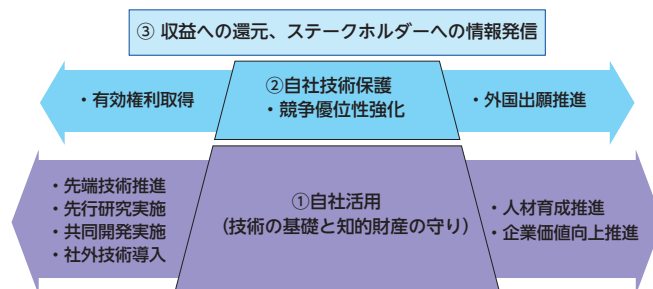 ③ 収益への還元、ステークホルダーへの情報発信
・有効権利取得
②自社技術保護
・競争優位性強化
・外国出願推進
・先端技術推進
・先行研究実施
・共同開発実施
・社外技術導入
①自社活用
（技術の基礎と知的財産の守り）
・人材育成推進
・企業価値向上推進